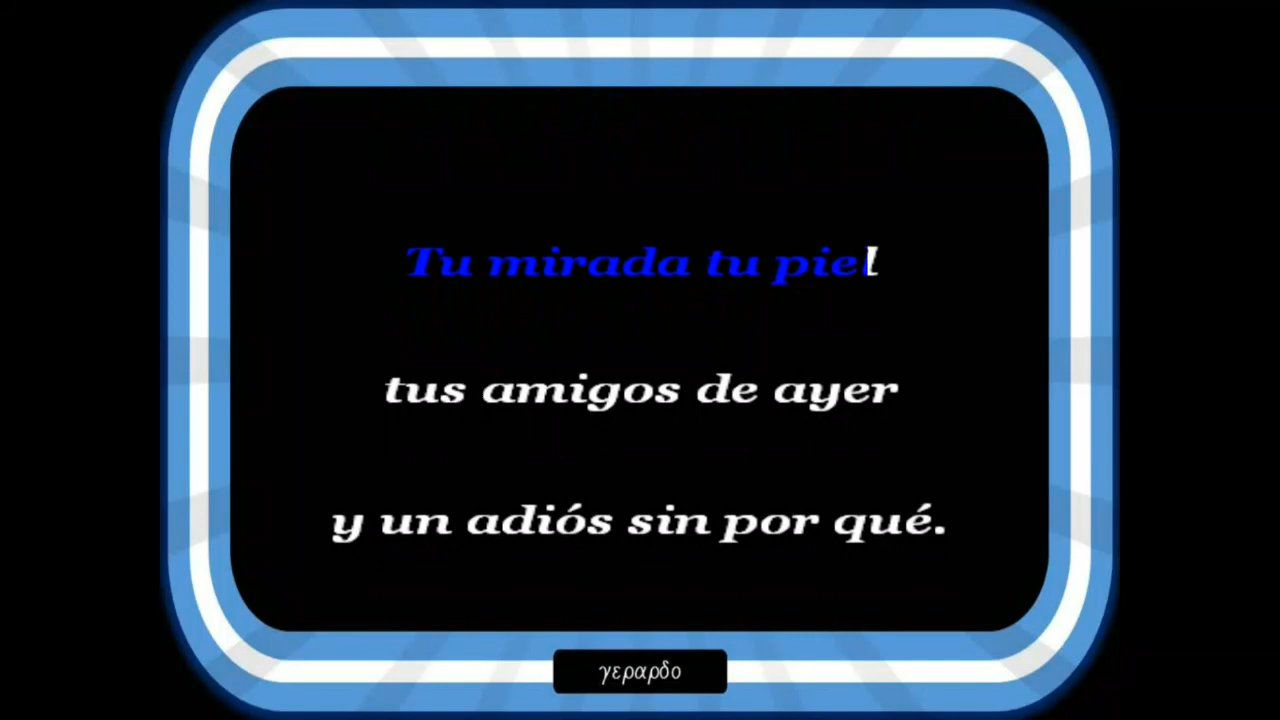 Tu mirada tu piel
tus amigos de ayer
y un adiós sin por qué.
γεραρδο